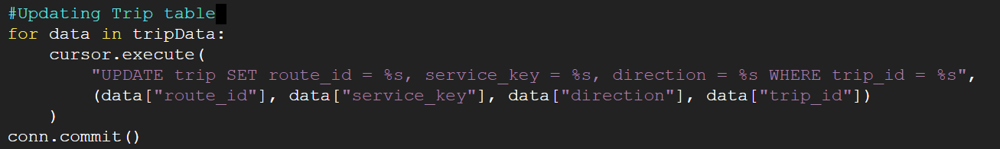 #Updating Trip table
for data in tripData:
    cursor.execute(
        "UPDATE trip SET route_id = %s, service_key = %s, direction = %s WHERE trip_id = %s",
        (data["route_id"], data["service_key"], data["direction"], data["trip_id"])
    )
conn.commit()